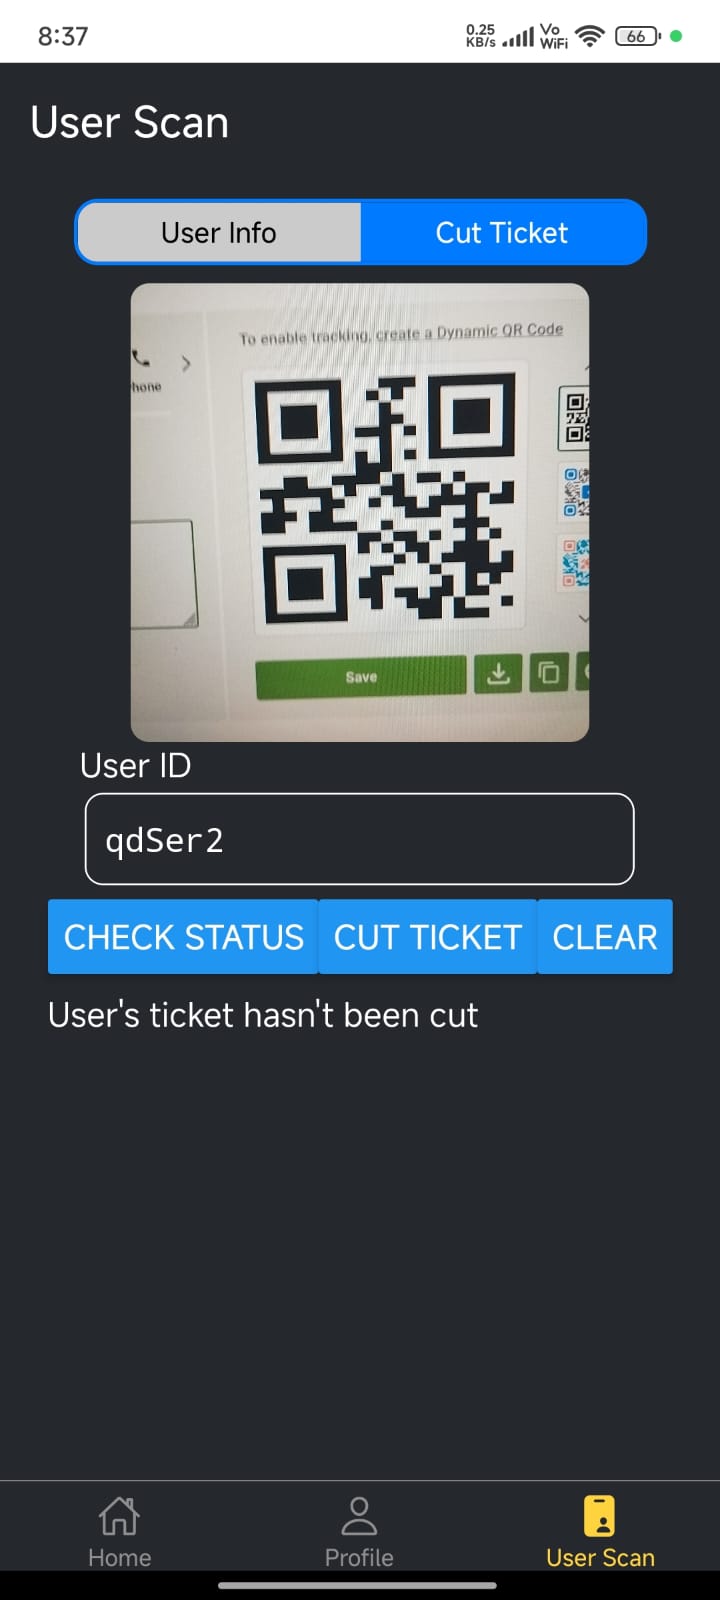 8:37
0.25 KB/s
Vo WiFi
66
User Scan
User Info
Cut Ticket
To enable tracking, create a Dynamic QR Code
hone
Save
User ID
qdSer2
CHECK STATUS
CUT TICKET
CLEAR
User's ticket hasn't been cut
Home
Profile
User Scan